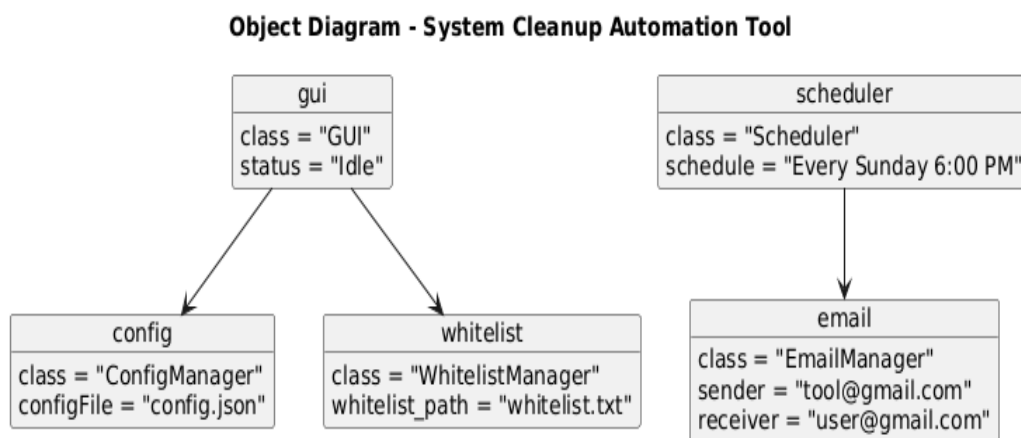 Object Diagram - System Cleanup Automation Tool
gui
class = "GUI"
status = "Idle"
scheduler
class = "Scheduler"
schedule = "Every Sunday 6:00 PM"
config
class = "ConfigManager"
configFile = "config.json"
whitelist
class = "WhitelistManager"
whitelist_path = "whitelist.txt"
email
class = "EmailManager"
sender = "tool@gmail.com"
receiver = "user@gmail.com"